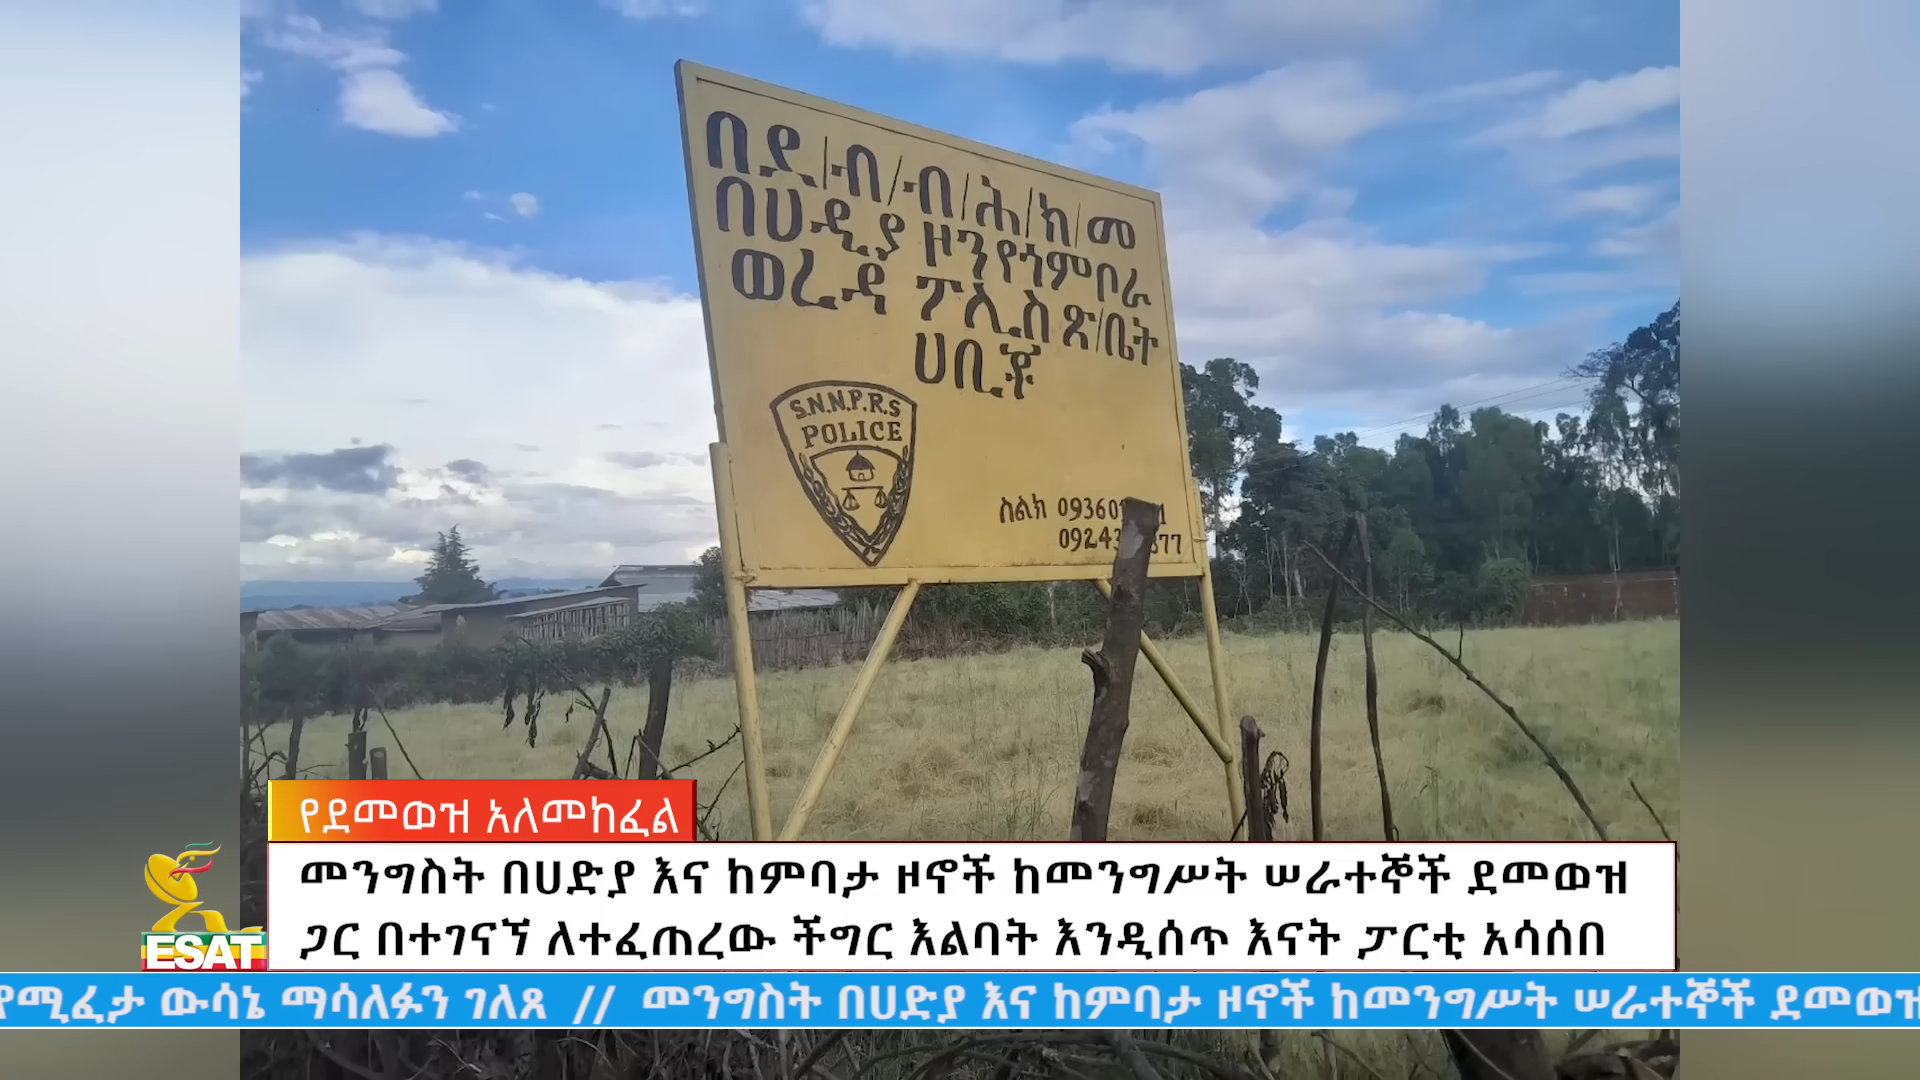 በደ/ብ/ብ/ሕ/ክ/መ
በሀዲያ ዞን የጎምቦራ
ወረዳ ፖሊስ ጽ/ቤት
ሀቢቾ
S.N.N.P.R.S
POLICE
ስልክ
የደመወዝ አለመከፈል
መንግስት በሀድያ እና ከምባታ ዞኖች ከመንግሥት ሠራተኞች ደመወዝ
ጋር በተገናኘ ለተፈጠረው ችግር እልባት እንዲሰጥ እናት ፓርቲ አሳሰበ
ESAT
የሚፈታ ውሳኔ ማሳለፉን ገለጸ // መንግስት በሀድያ እና ከምባታ ዞኖች ከመንግሥት ሠራተኞች ደመወዝ